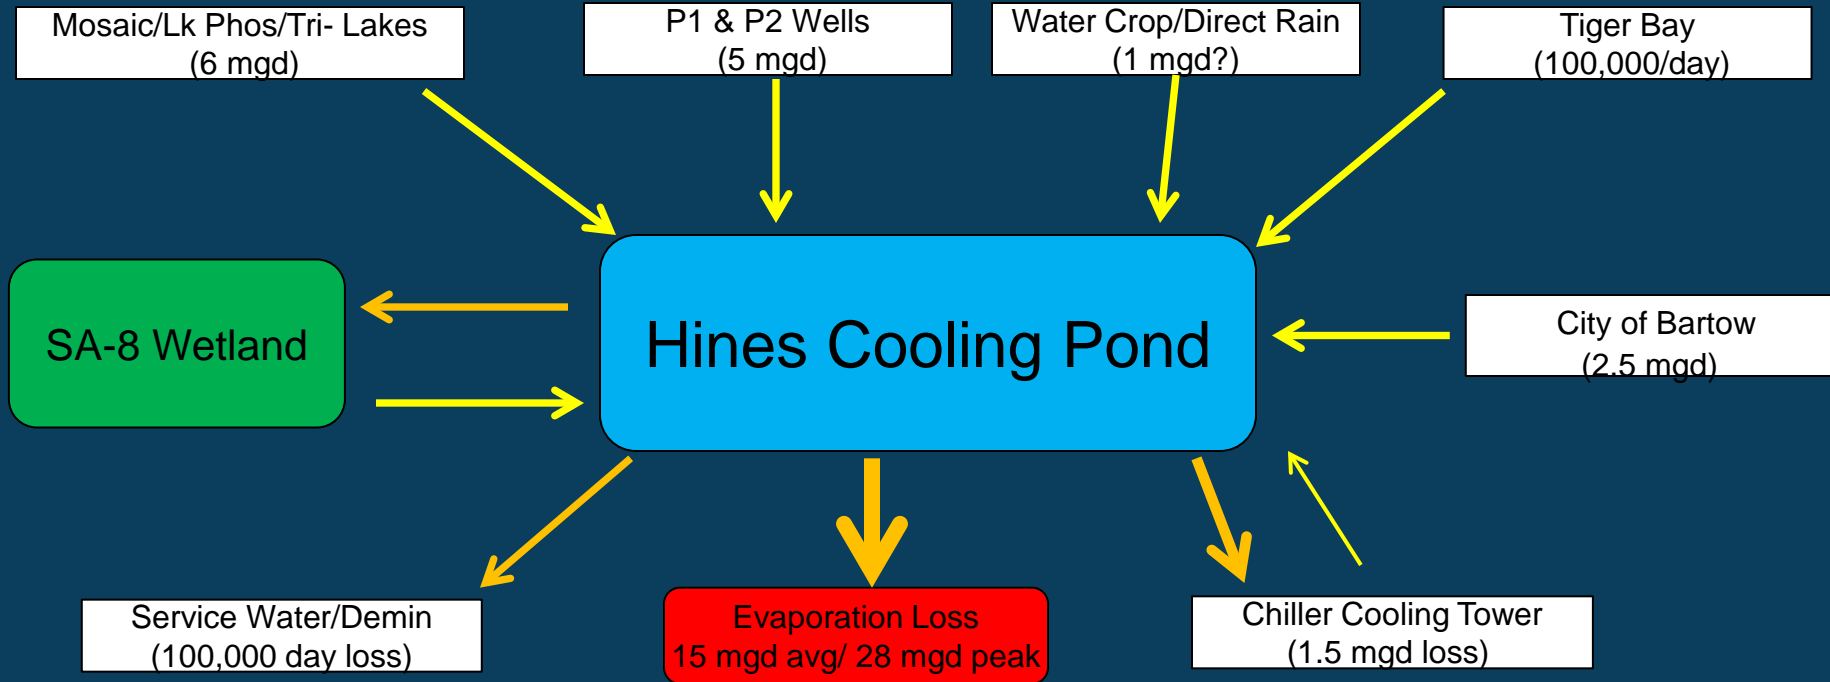 Mosaic/Lk Phos/Tri- Lakes
(6 mgd)
P1 & P2 Wells
(5 mgd)
Water Crop/Direct Rain
(1 mgd?)
Tiger Bay
(100,000/day)
SA-8 Wetland
Hines Cooling Pond
City of Bartow
(2.5 mgd)
Service Water/Demin
(100,000 day loss)
Evaporation Loss
15 mgd avg/ 28 mgd peak
Chiller Cooling Tower
(1.5 mgd loss)